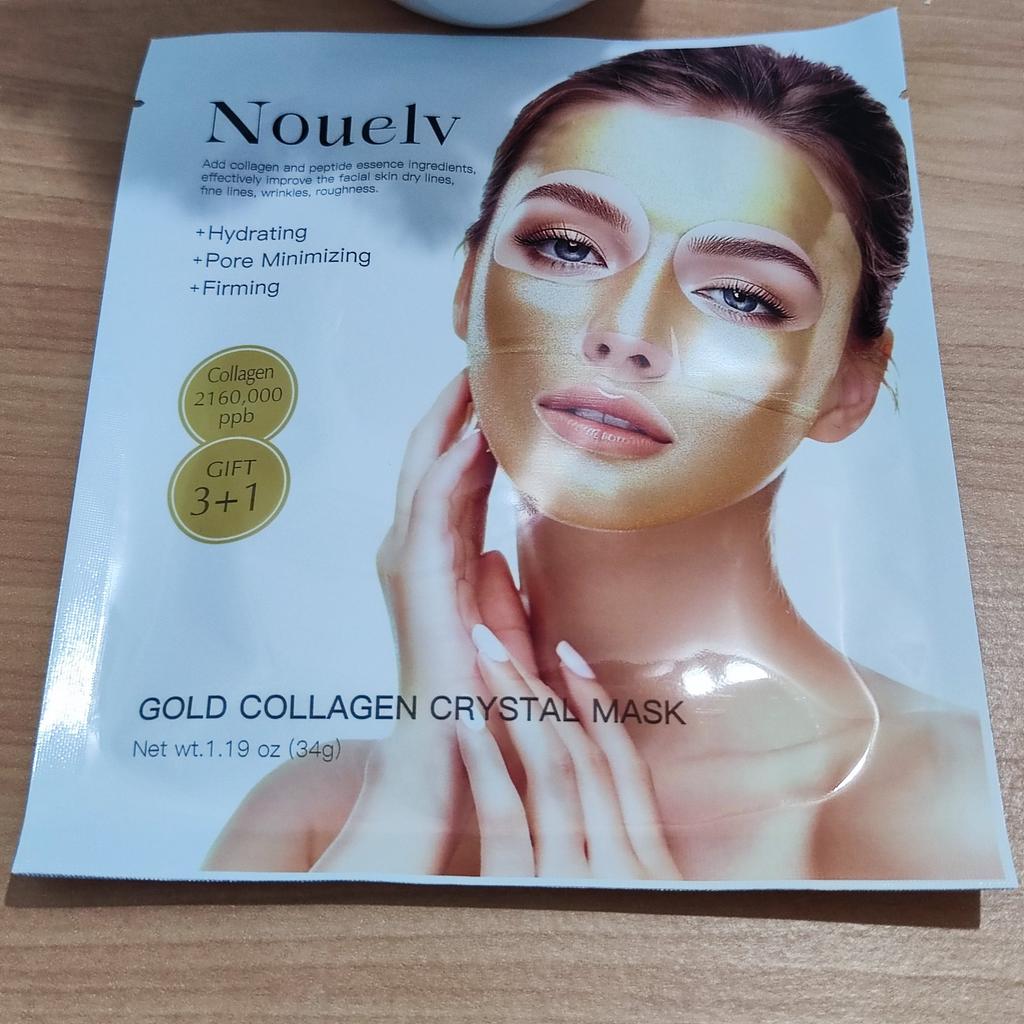 Nouelv
Add collagen and peptide essence ingredients,
effectively improve the facial skin dry lines,
fine lines, wrinkles, roughness.
+Hydrating
+Pore Minimizing
+Firming
Collagen
2160,000
ppb
GIFT
3+1
GOLD COLLAGEN CRYSTAL MASK
Net wt.1.19 oz (34g)